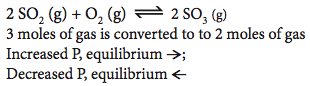 2 SO₂ (g) + O₂ (g) ⇌ 2 SO₃ (g)
3 moles of gas is converted to to 2 moles of gas
Increased P, equilibrium →;
Decreased P, equilibrium ←